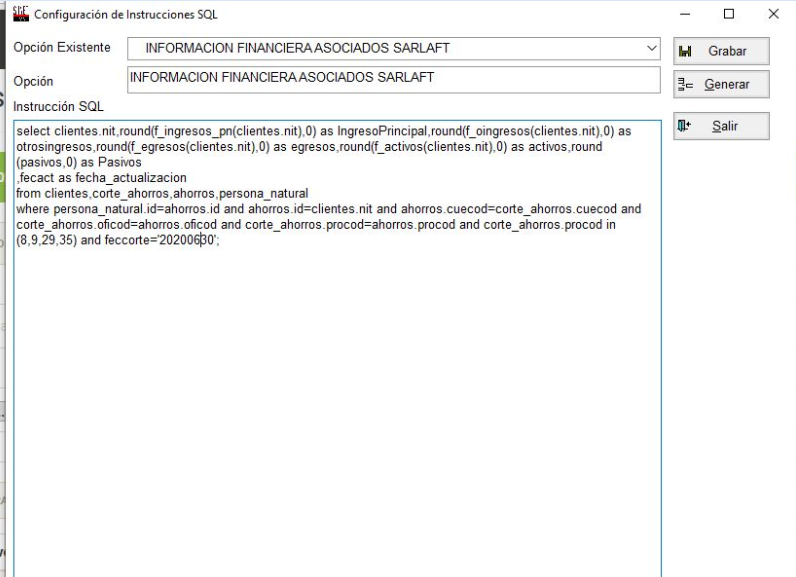 Configuración de Instrucciones SQL
Opción Existente
INFORMACION FINANCIERA ASOCIADOS SARLAFT
Grabar
Opción
INFORMACION FINANCIERA ASOCIADOS SARLAFT
Generar
Instrucción SQL
Salir
select clientes.nit,round(f_ingresos_pn(clientes.nit),0) as IngresoPrincipal,round(f_oingresos(clientes.nit),0) as
otrosingresos,round(f_egresos(clientes.nit),0) as egresos,round(f_activos(clientes.nit),0) as activos,round
(pasivos,0) as Pasivos
,fecact as fecha_actualizacion
from clientes,corte_ahorros,ahorros,persona_natural
where persona_natural.id=ahorros.id and ahorros.id=clientes.nit and ahorros.cuecod=corte_ahorros.cuecod and
corte_ahorros.oficod=ahorros.oficod and corte_ahorros.procod=ahorros.procod and corte_ahorros.procod in
(8,9,29,35) and feccorte='20200630';